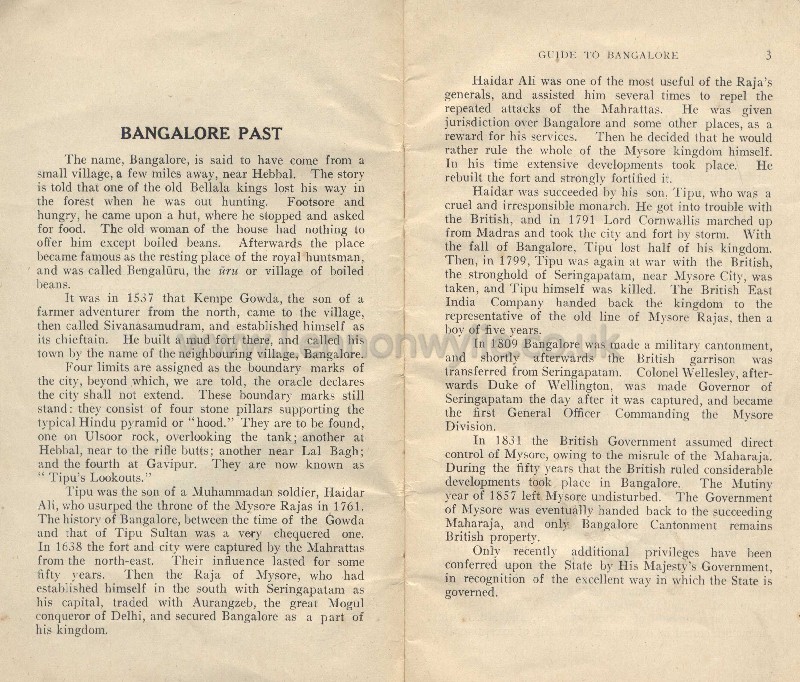 BANGALORE PAST
The name, Bangalore, is said to have come from a
small village, a few miles away, near Hebbal. The story
is told that one of the old Bellala kings lost his way in
the forest when he was out hunting. Footsore and
hungry, he came upon a hut, where he stopped and asked
for food. The old woman of the house had nothing to
offer him except boiled beans. Afterwards the place
became famous as the resting place of the royal huntsman,
and was called Bengalūru, the ūru or village of boiled
beans.
It was in 1537 that Kempe Gowda, the son of a
farmer adventurer from the north, came to the village,
then called Sivanasamudram, and established himself as
its chieftain. He built a mud fort there, and called his
town by the name of the neighbouring village, Bangalore.
Four limits are assigned as the boundary marks of
the city, beyond which, we are told, the oracle declares
the city shall not extend. These boundary marks still
stand: they consist of four stone pillars supporting the
typical Hindu pyramid or "hood." They are to be found,
one on Ulsoor rock, overlooking the tank; another at
Hebbal, near to the rifle butts; another near Lal Bagh;
and the fourth at Gavipur. They are now known as
"Tipu's Lookouts."
Tipu was the son of a Muhammadan soldier, Haidar
Ali, who usurped the throne of the Mysore Rajas in 1761.
The history of Bangalore, between the time of the Gowda
and that of Tipu Sultan was a very chequered one.
In 1638 the fort and city were captured by the Mahrattas
from the north-east. Their influence lasted for some
fifty years. Then the Raja of Mysore, who had
established himself in the south with Seringapatam as
his capital, traded with Aurangzeb, the great Mogul
conqueror of Delhi, and secured Bangalore as a part of
his kingdom.
GUIDE TO BANGALORE 3
Haidar Ali was one of the most useful of the Raja's
generals, and assisted him several times to repel the
repeated attacks of the Mahrattas. He was given
jurisdiction over Bangalore and some other places, as a
reward for his services. Then he decided that he would
rather rule the whole of the Mysore kingdom himself.
In his time extensive developments took place. He
rebuilt the fort and strongly fortified it.
Haidar was succeeded by his son, Tipu, who was a
cruel and irresponsible monarch. He got into trouble with
the British, and in 1791 Lord Cornwallis marched up
from Madras and took the city and fort by storm. With
the fall of Bangalore, Tipu lost half of his kingdom.
Then, in 1799, Tipu was again at war with the British,
the stronghold of Seringapatam, near Mysore City, was
taken, and Tipu himself was killed. The British East
India Company handed back the kingdom to the
representative of the old line of Mysore Rajas, then a
boy of five years.
In 1809 Bangalore was made a military cantonment,
and shortly afterwards the British garrison was
transferred from Seringapatam. Colonel Wellesley, after-
wards Duke of Wellington, was made Governor of
Seringapatam the day after it was captured, and became
the first General Officer Commanding the Mysore
Division.
In 1831 the British Government assumed direct
control of Mysore, owing to the misrule of the Maharaja.
During the fifty years that the British ruled considerable
developments took place in Bangalore. The Mutiny
year of 1857 left Mysore undisturbed. The Government
of Mysore was eventually handed back to the succeeding
Maharaja, and only Bangalore Cantonment remains
British property.
Only recently additional privileges have been
conferred upon the State by His Majesty's Government,
in recognition of the excellent way in which the State is
governed.